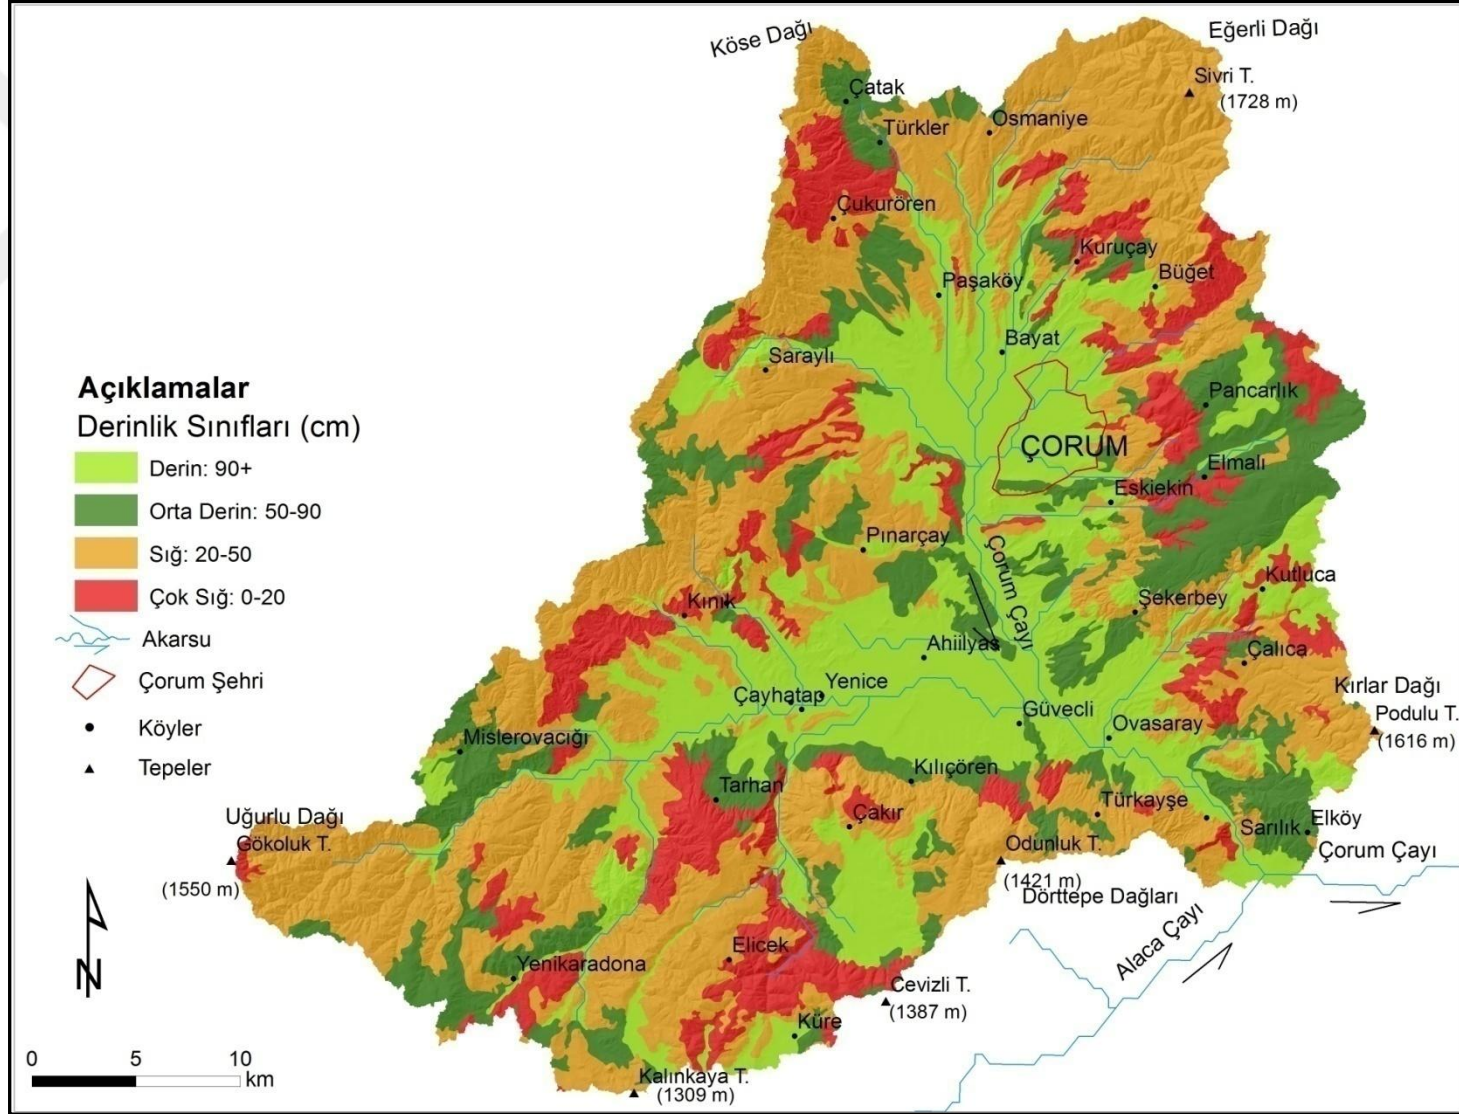 Köse Dağı
Eğerli Dağı
Sivri T.
(1728 m)
Çatak
Türkler
Osmaniye
Çukurören
Kuruçay
Büğet
Paşaköy
Bayat
Saraylı
Pancarlık
ÇORUM
Elmalı
Eskiekin
Pınarçay
Çorum Çayı
Kutluca
Şekerbey
Kınık
Ahiilyas
Çalıca
Kırlar Dağı
Podulu T.
(1616 m)
Yenice
Çayhatap
Güvecli
Ovasaray
Mislerovacığı
Kılıçören
Tarhan
Türkayşe
Çakır
Sarılık
Elköy
Uğurlu Dağı
Gökoluk T.
(1550 m)
Odunluk T.
(1421 m)
Dörttepe Dağları
Çorum Çayı
Alaca Çayı
Elicek
Yenikaradona
Cevizli T.
(1387 m)
Küre
Kalınkaya T.
(1309 m)
Açıklamalar
Derinlik Sınıfları (cm)
Derin: 90+
Orta Derin: 50-90
Sığ: 20-50
Çok Sığ: 0-20
Akarsu
Çorum Şehri
Köyler
Tepeler
N
0 5 10
km